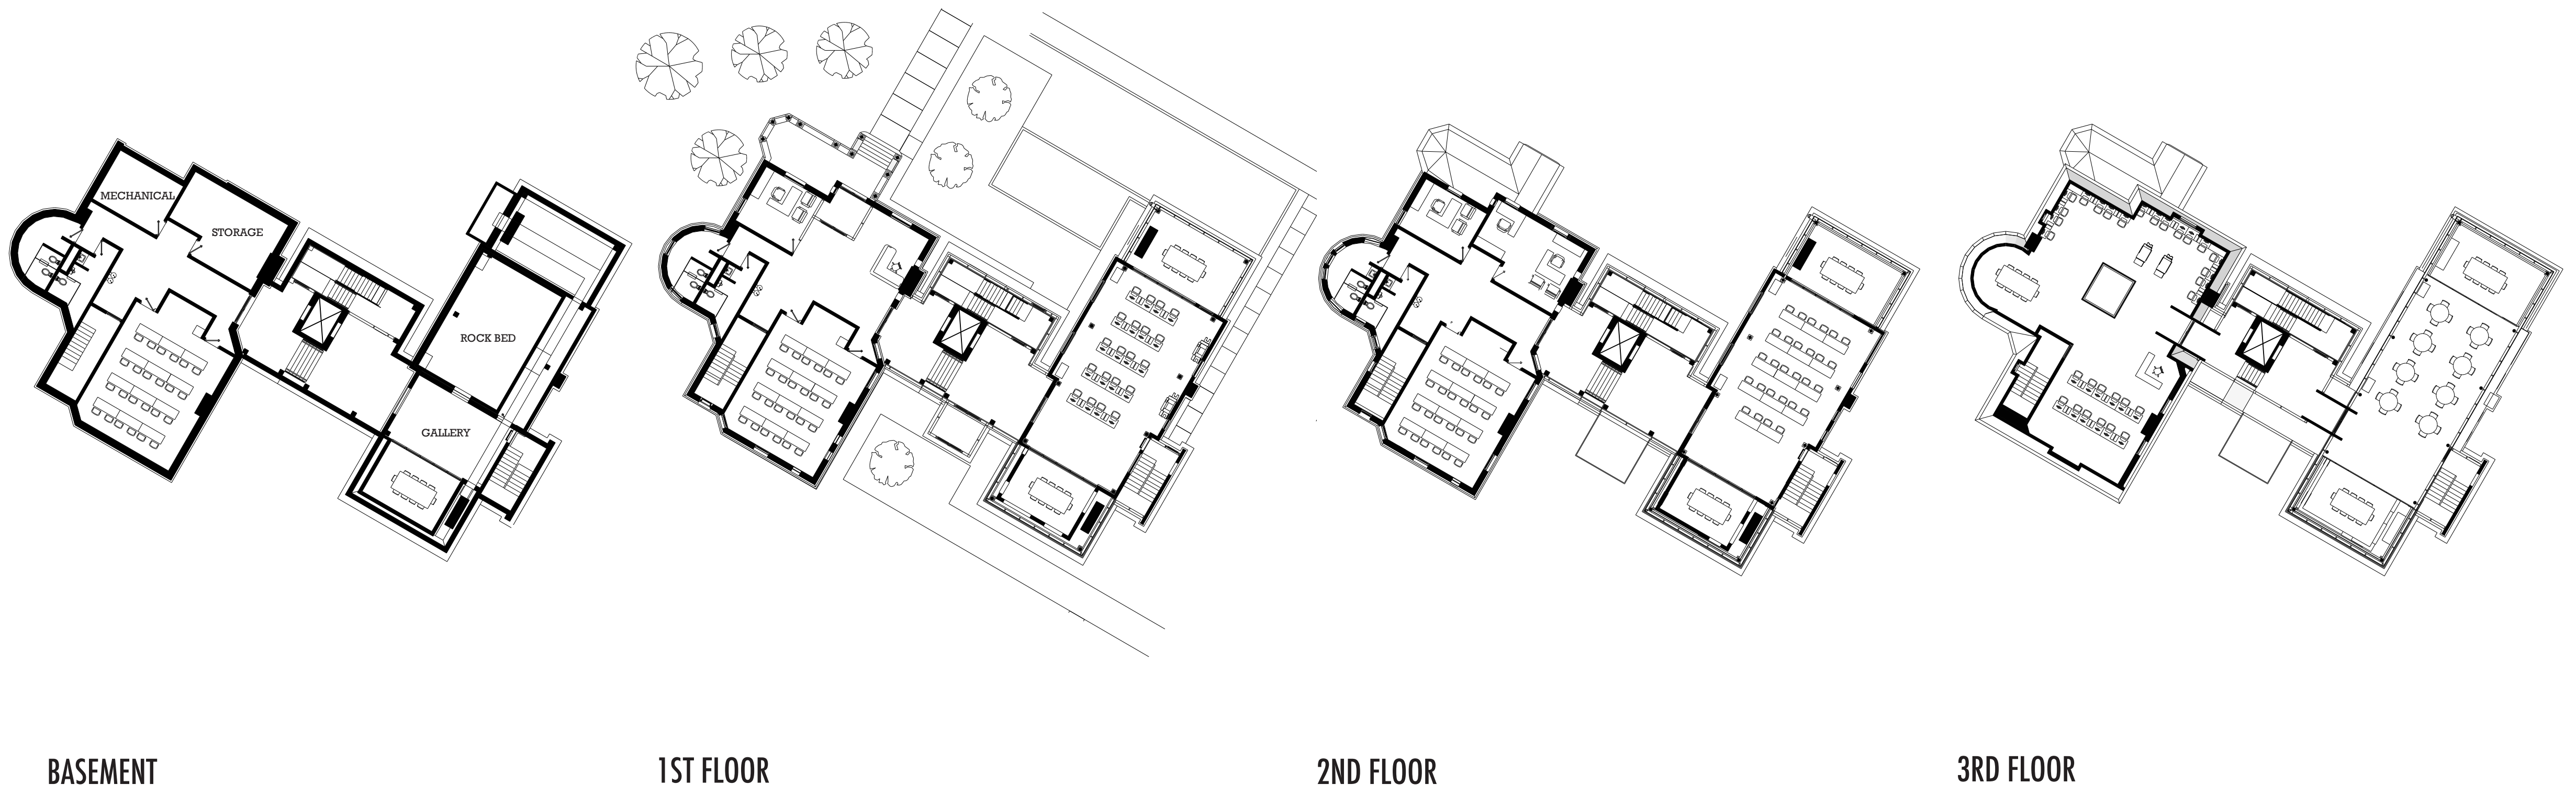 MECHANICAL
STORAGE
ROCK BED
GALLERY
BASEMENT
1ST FLOOR
2ND FLOOR
3RD FLOOR